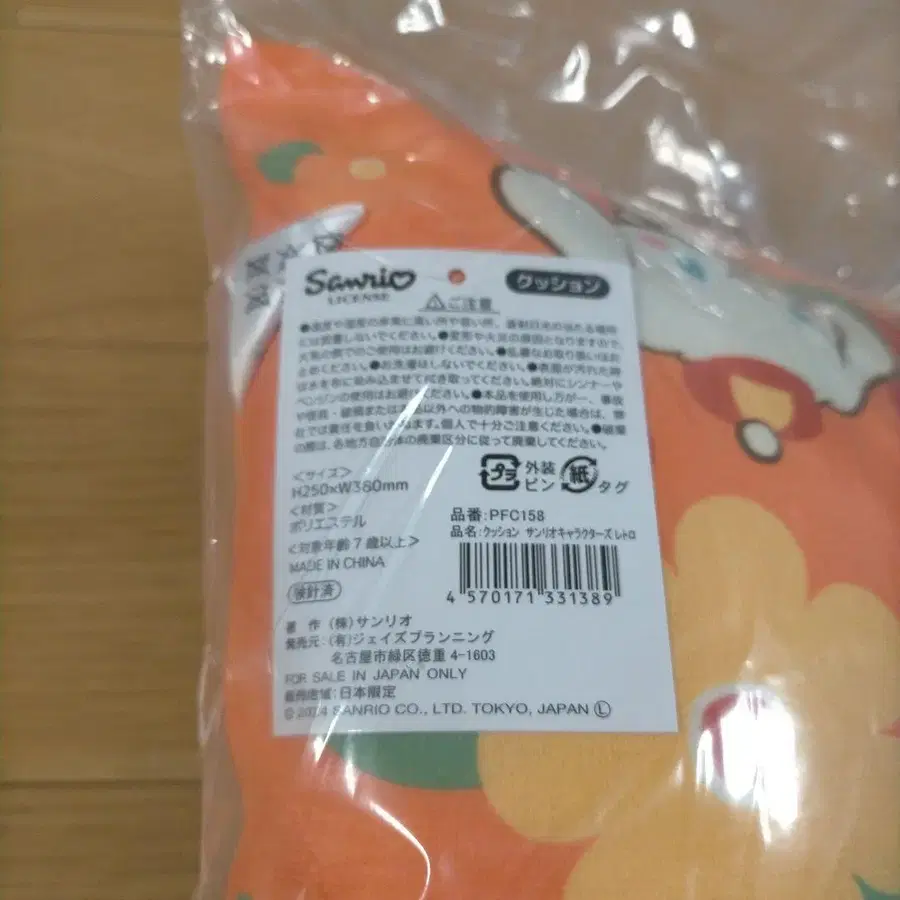 Sanrio
LICENSE
クッション
ご注意
●温度や湿度の非常に高い所や低い所、直射日光の当たる場所
には放置しないでください。●変形や火災の原因となりますので、
火気の側でのご使用はお避けください。●乱暴なお取り扱いはお
止めください。●お洗濯はしないでください。●表面が汚れた時
は水を布に染み込ませて拭き取ってください。絶対にシンナーや
ベンジンの使用はお避けください。●本品を使用し万が一、事故
や怪我・破損または本品以外への物的障害が生じた場合は、弊
社では責任を負いかねます。個人で十分ご注意ください。●破棄
の際は、各地方自治体の廃棄区分に従って廃棄してください。
<サイズ>
H250×W380mm
<材質>
ポリエステル
<対象年齢7歳以上>
MADE IN CHINA
検針済
プラ 外装 ピン 紙 タグ
品番:PFC158
品名:クッション サンリオキャラクターズ レトロ
4 570171 331389
著 作 (株)サンリオ
発売元:(有)ジェイズプランニング
名古屋市緑区徳重 4-1603
FOR SALE IN JAPAN ONLY
販売地域:日本限定
© 2024 SANRIO CO., LTD. TOKYO, JAPAN Ⓛ